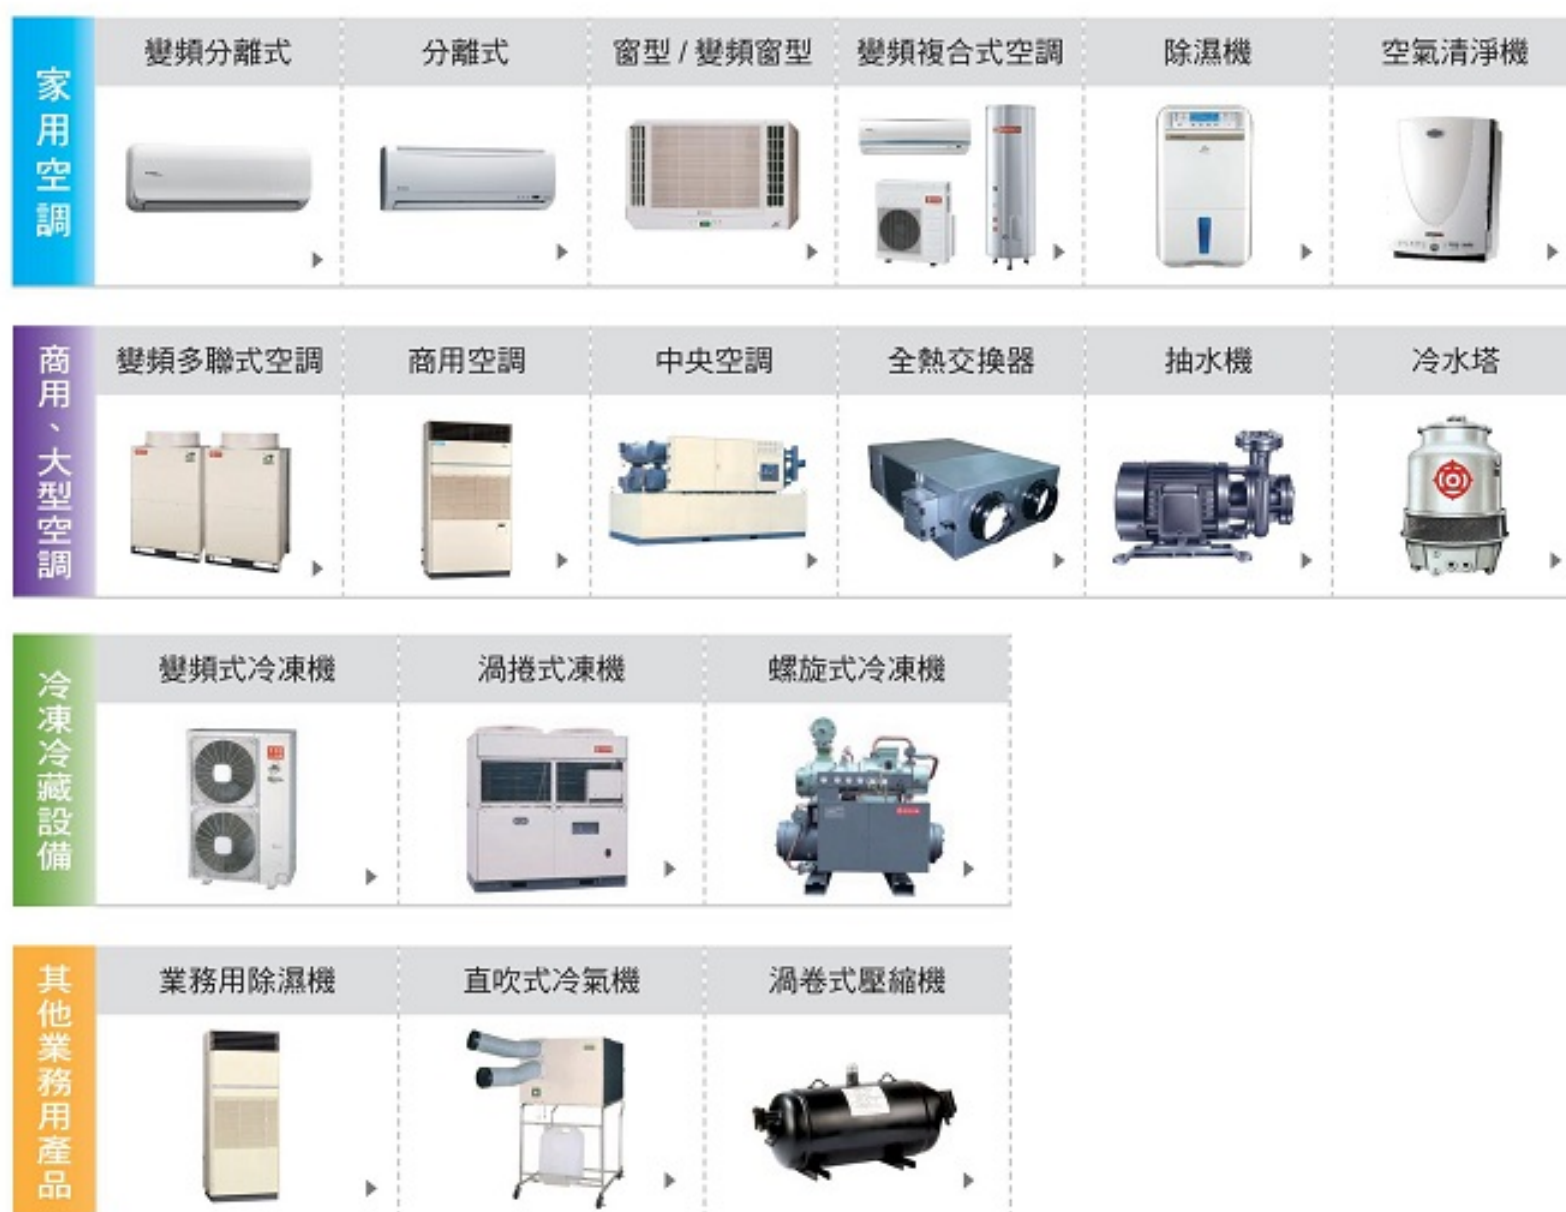 家用空調
變頻分離式
分離式
窗型 / 變頻窗型
變頻複合式空調
除濕機
空氣清淨機
商用、大型空調
變頻多聯式空調
商用空調
中央空調
全熱交換器
抽水機
冷水塔
冷凍冷藏設備
變頻式冷凍機
渦捲式凍機
螺旋式冷凍機
其他業務用產品
業務用除濕機
直吹式冷氣機
渦卷式壓縮機